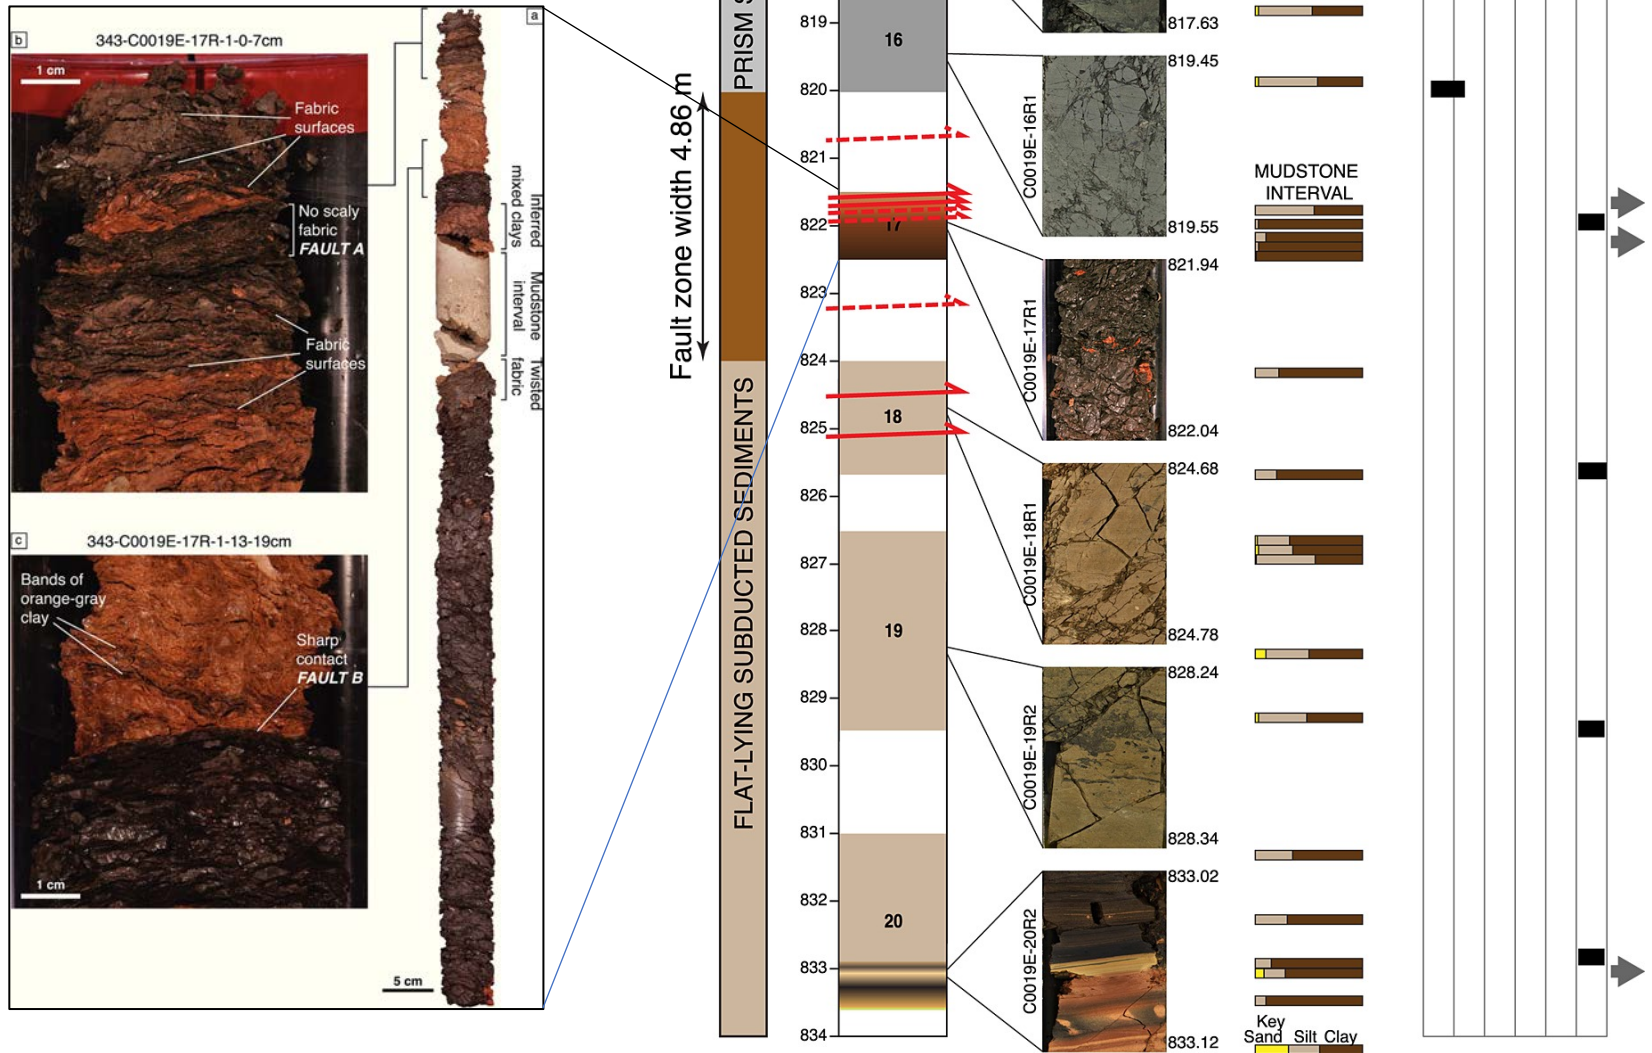 a
b
343-C0019E-17R-1-0-7cm
1 cm
Fabric
surfaces
No scaly
fabric
FAULT A
Fabric
surfaces
c
343-C0019E-17R-1-13-19cm
Bands of
orange-gray
clay
Sharp
contact
FAULT B
1 cm
Inferred
mixed clays
Mudstone
interval
Twisted
fabric
5 cm
Fault zone width 4.86 m
PRISM S
FLAT-LYING SUBDUCTED SEDIMENTS
819
820
821
822
823
824
825
826
827
828
829
830
831
832
833
834
16
17
18
19
20
817.63
819.45
C0019E-16R1
819.55
821.94
C0019E-17R1
822.04
824.68
C0019E-18R1
824.78
828.24
C0019E-19R2
828.34
833.02
C0019E-20R2
833.12
MUDSTONE
INTERVAL
Key
Sand Silt Clay